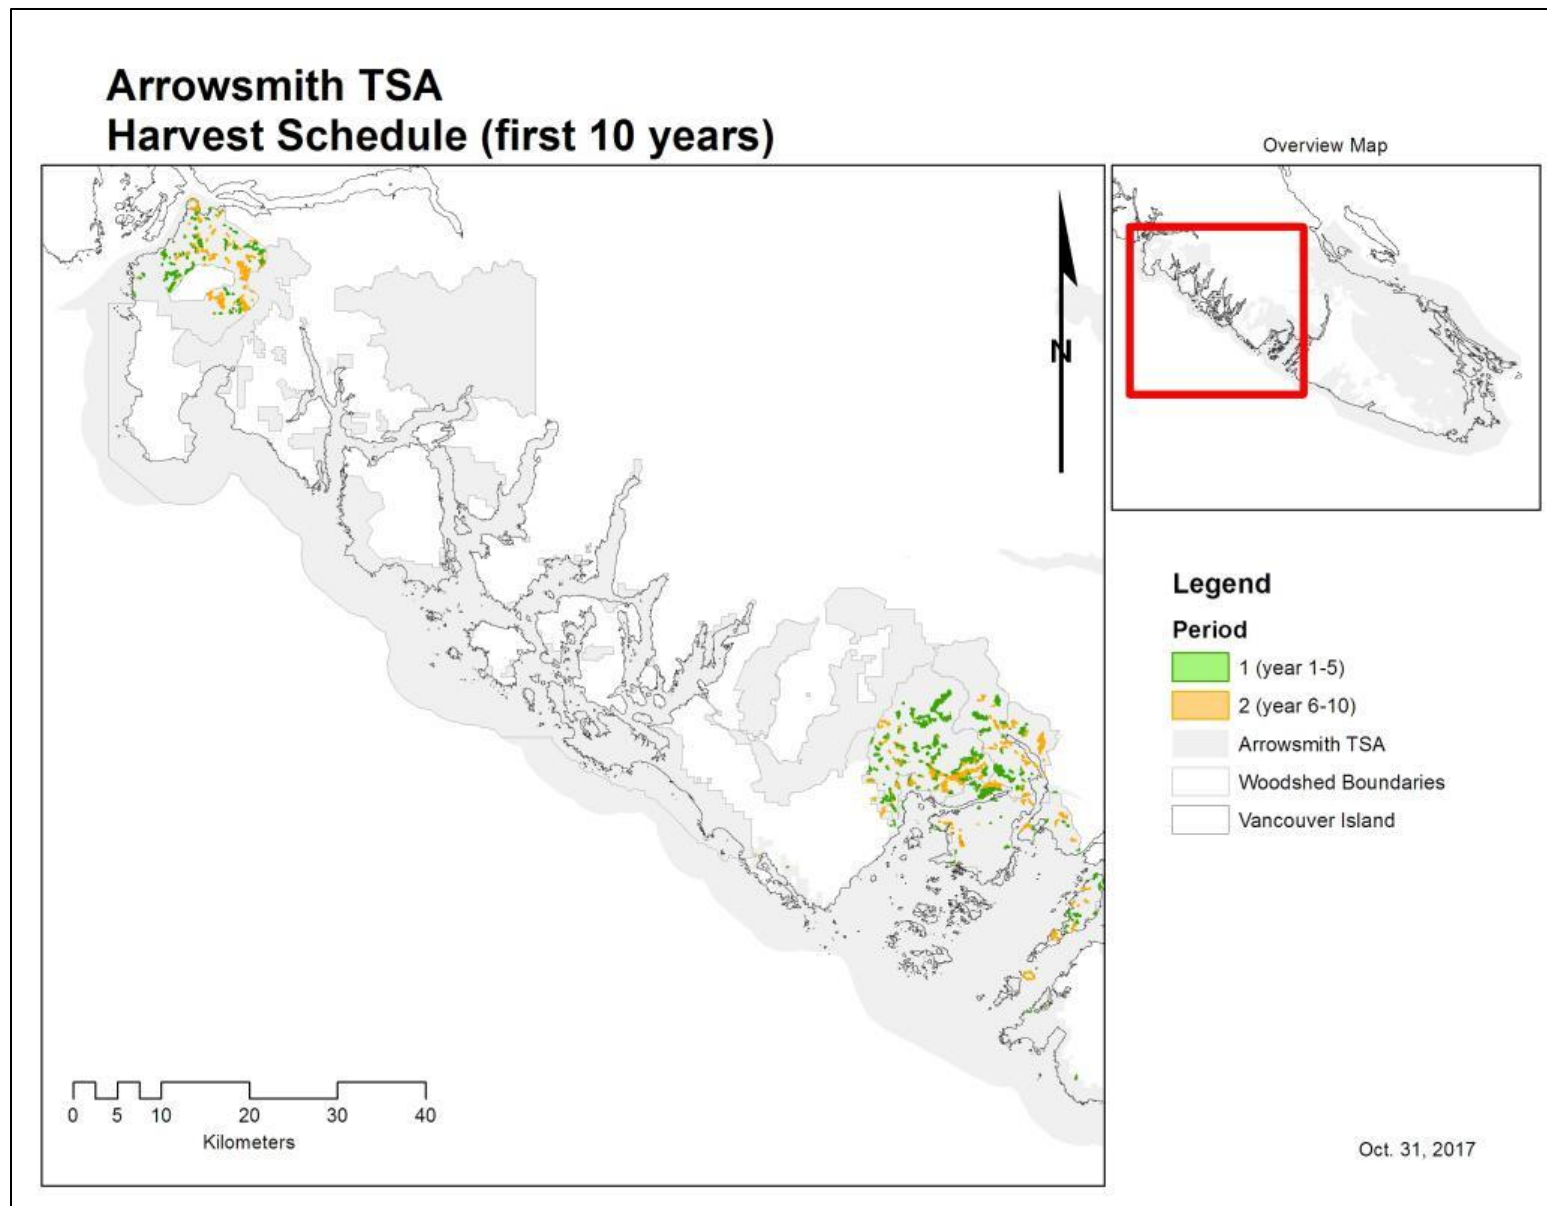 Arrowsmith TSA
Harvest Schedule (first 10 years)
Overview Map
N
Legend
Period
1 (year 1-5)
2 (year 6-10)
Arrowsmith TSA
Woodshed Boundaries
Vancouver Island
0 5 10 20 30 40
Kilometers
Oct. 31, 2017